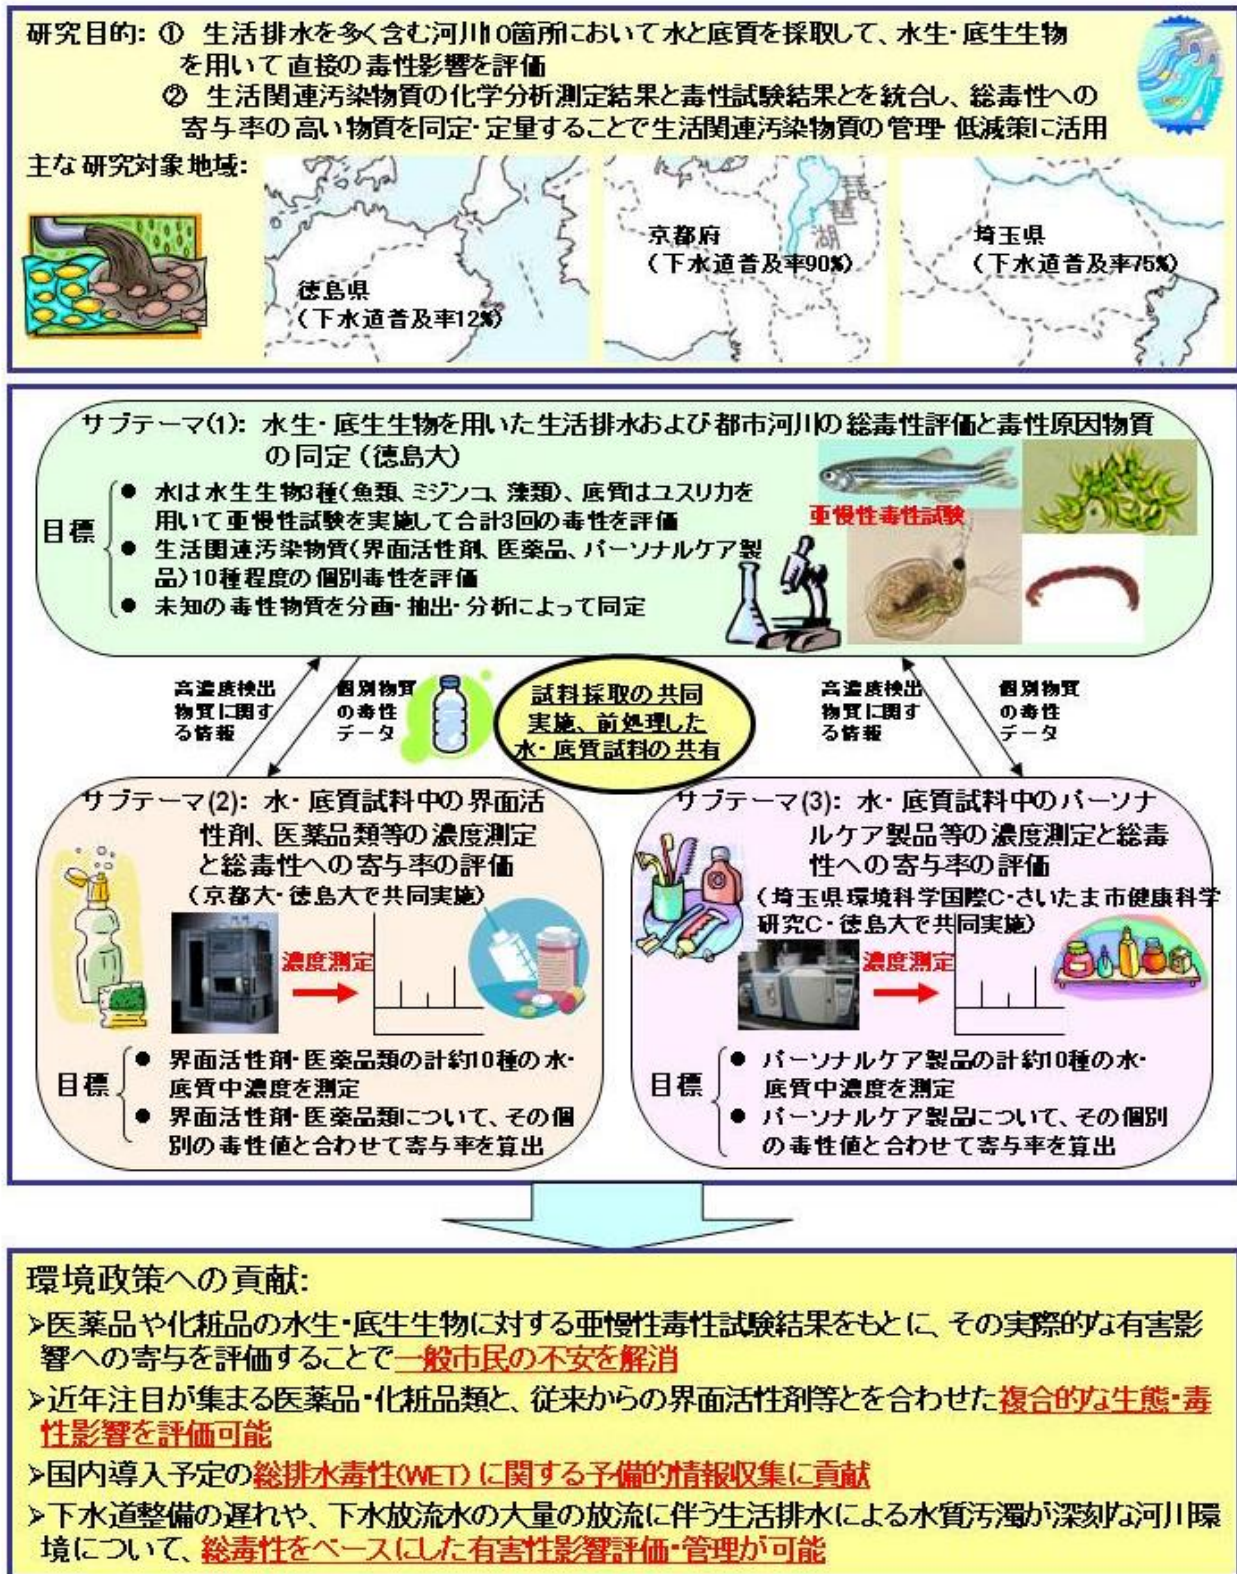 研究目的: ① 生活排水を多く含む河川10箇所において水と底質を採取して、水生・底生生物
を用いて直接の毒性影響を評価
② 生活関連汚染物質の化学分析測定結果と毒性試験結果とを統合し、総毒性への
寄与率の高い物質を同定・定量することで生活関連汚染物質の管理・低減策に活用
主な研究対象地域:
徳島県
(下水道普及率12%)
京都府
(下水道普及率90%)
琵琶湖
埼玉県
(下水道普及率75%)
サブテーマ(1): 水生・底生生物を用いた生活排水および都市河川の総毒性評価と毒性原因物質
の同定(徳島大)
目標
● 水は水生生物3種(魚類、ミジンコ、藻類)、底質はユスリカを
用いて亜慢性試験を実施して合計3回の毒性を評価
● 生活関連汚染物質(界面活性剤、医薬品、パーソナルケア製
品)10種程度の個別毒性を評価
● 未知の毒性物質を分画・抽出・分析によって同定
亜慢性毒性試験
高濃度検出
物質に関す
る情報
個別物質
の毒性
データ
試料採取の共同
実施、前処理した
水・底質試料の共有
高濃度検出
物質に関す
る情報
個別物質
の毒性
データ
サブテーマ(2): 水・底質試料中の界面活
性剤、医薬品類等の濃度測定
と総毒性への寄与率の評価
(京都大・徳島大で共同実施)
濃度測定
目標
● 界面活性剤・医薬品類の計約10種の水・
底質中濃度を測定
● 界面活性剤・医薬品類について、その個
別の毒性値と合わせて寄与率を算出
サブテーマ(3): 水・底質試料中のパーソナ
ルケア製品等の濃度測定と総毒
性への寄与率の評価
(埼玉県環境科学国際C・さいたま市健康科学
研究C・徳島大で共同実施)
濃度測定
目標
● パーソナルケア製品の計約10種の水・
底質中濃度を測定
● パーソナルケア製品について、その個別
の毒性値と合わせて寄与率を算出
環境政策への貢献:
➢医薬品や化粧品の水生・底生生物に対する亜慢性毒性試験結果をもとに、その実際的な有害影
響への寄与を評価することで一般市民の不安を解消
➢近年注目が集まる医薬品・化粧品類と、従来からの界面活性剤等とを合わせた複合的な生態・毒
性影響を評価可能
➢国内導入予定の総排水毒性(WET)に関する予備的情報収集に貢献
➢下水道整備の遅れや、下水放流水の大量の放流に伴う生活排水による水質汚濁が深刻な河川環
境について、総毒性をベースにした有害性影響評価・管理が可能